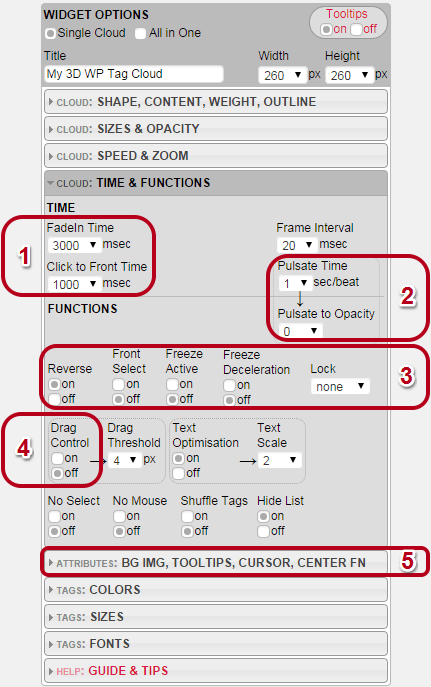 WIDGET OPTIONS
Single Cloud All in One
Tooltips
on off
Title Width Height
My 3D WP Tag Cloud 260 px 260 px
CLOUD: SHAPE, CONTENT, WEIGHT, OUTLINE
CLOUD: SIZES & OPACITY
CLOUD: SPEED & ZOOM
CLOUD: TIME & FUNCTIONS
TIME
FadeIn Time Frame Interval
1 3000 msec 20 msec
Click to Front Time Pulsate Time
1000 msec 1 sec/beat 2
↓
FUNCTIONS Pulsate to Opacity
0
Reverse Front Select Freeze Active Freeze Deceleration Lock 3
on on on on none
off off off off
4 Drag Control Drag Threshold Text Optimisation Text Scale
on → 4 px on → 2
off off
No Select No Mouse Shuffle Tags Hide List
on on on on
off off off off
ATTRIBUTES: BG IMG, TOOLTIPS, CURSOR, CENTER FN 5
TAGS: COLORS
TAGS: SIZES
TAGS: FONTS
HELP: GUIDE & TIPS